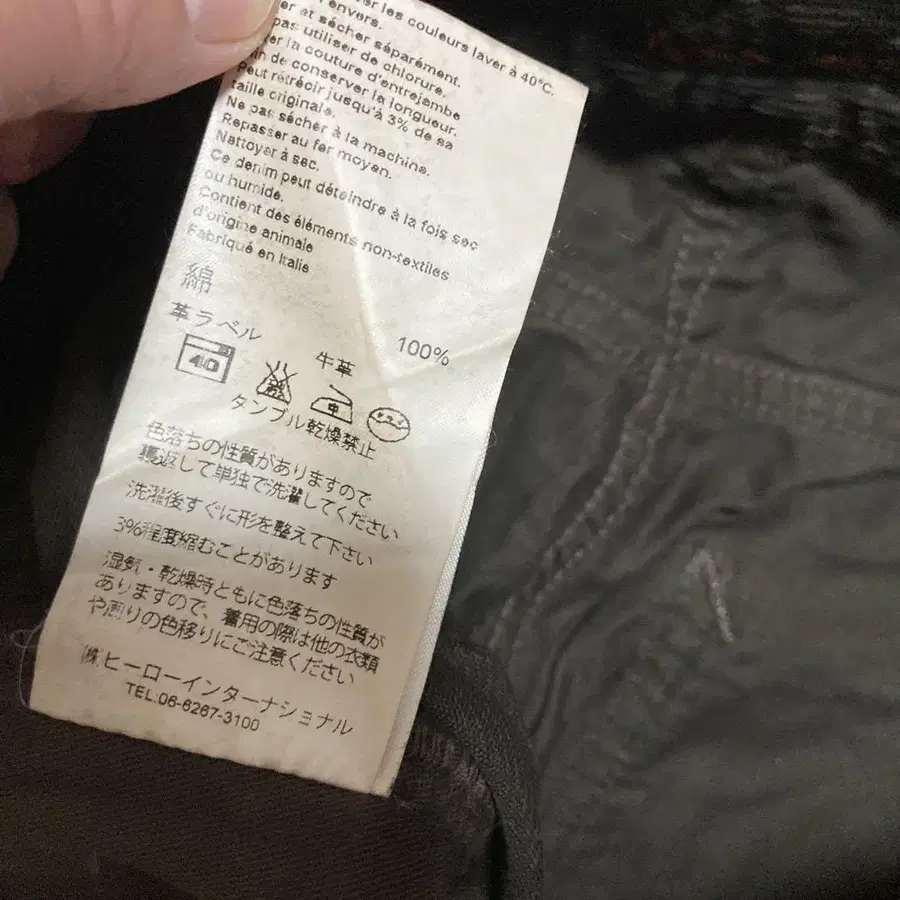 les couleurs laver à 40°C.
envers.
er et sécher séparément.
pas utiliser de chlorure.
er la couture d'entrejambe
fin de conserver la longueur.
Peut rétrécir jusqu'à 3% de sa
taille originale.
Ne pas sécher à la machine.
Repasser au fer moyen.
Nettoyer à sec.
Ce denim peut déteindre à la fois sec
ou humide.
Contient des éléments non-textiles
d'origine animale
Fabriqué en Italie
綿 100%
革ラベル 牛革
40 中
タンブル乾燥禁止
色落ちの性質がありますので
裏返して単独で洗濯してください
洗濯後すぐに形を整えて下さい
3%程度縮むことがあります
湿気・乾燥時ともに色落ちの性質が
ありますので、着用の際は他の衣類
や周りの色移りにご注意ください
(株)ヒーローインターナショナル
TEL:06-6267-3100